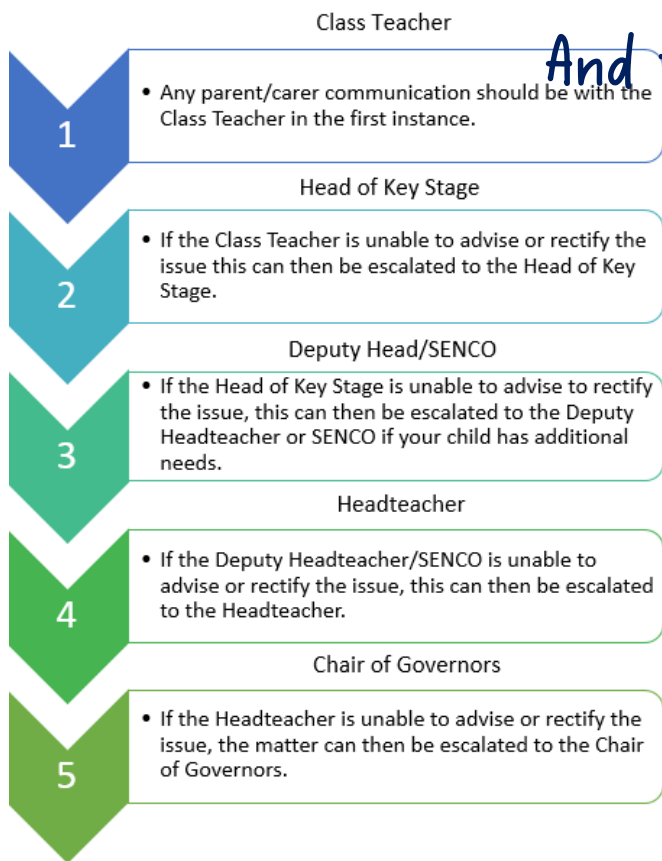 Class Teacher
And
1
• Any parent/carer communication should be with the
Class Teacher in the first instance.
Head of Key Stage
2
• If the Class Teacher is unable to advise or rectify the
issue this can then be escalated to the Head of Key
Stage.
Deputy Head/SENCO
3
• If the Head of Key Stage is unable to advise to rectify
the issue, this can then be escalated to the Deputy
Headteacher or SENCO if your child has additional
needs.
Headteacher
4
• If the Deputy Headteacher/SENCO is unable to
advise or rectify the issue, this can then be escalated
to the Headteacher.
Chair of Governors
5
• If the Headteacher is unable to advise or rectify the
issue, the matter can then be escalated to the Chair
of Governors.